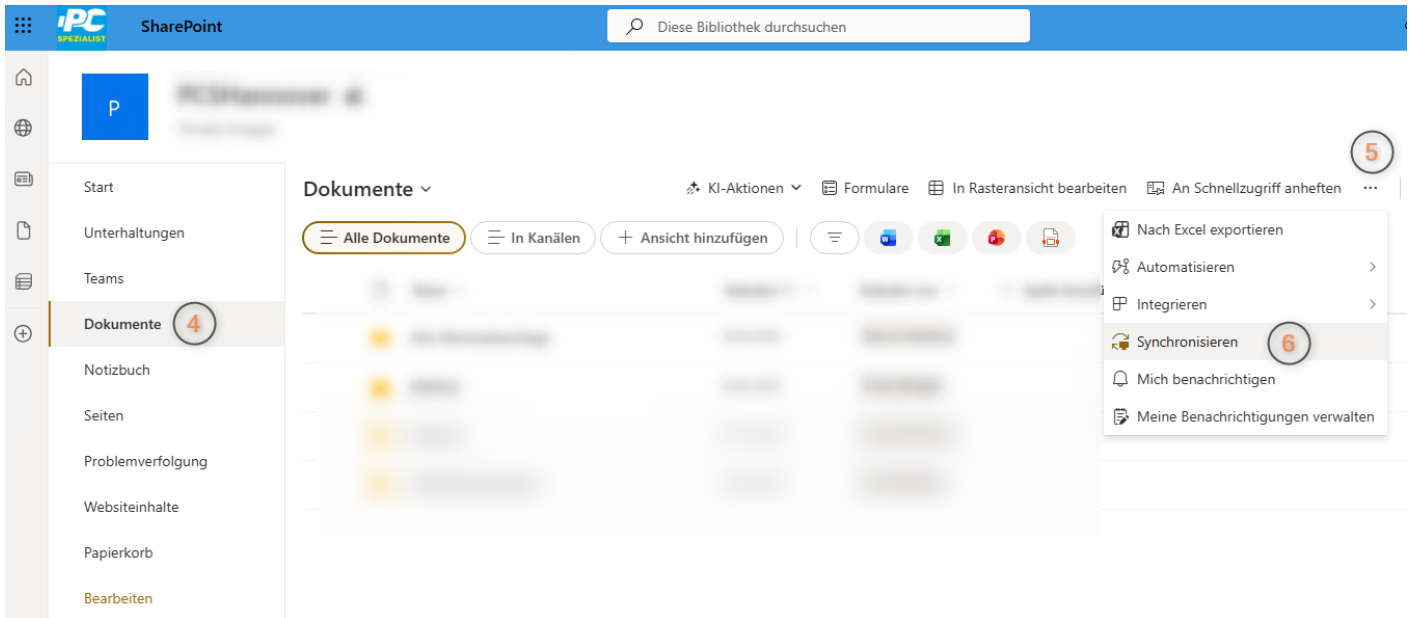 PC
SPEZIALIST
SharePoint
Diese Bibliothek durchsuchen
P
5
Start
Unterhaltungen
Teams
Dokumente 4
Notizbuch
Seiten
Problemverfolgung
Websiteinhalte
Papierkorb
Bearbeiten
Dokumente
KI-Aktionen Formulare In Rasteransicht bearbeiten An Schnellzugriff anheften ...
Alle Dokumente In Kanälen Ansicht hinzufügen
Nach Excel exportieren
Automatisieren
Integrieren
Synchronisieren 6
Mich benachrichtigen
Meine Benachrichtigungen verwalten